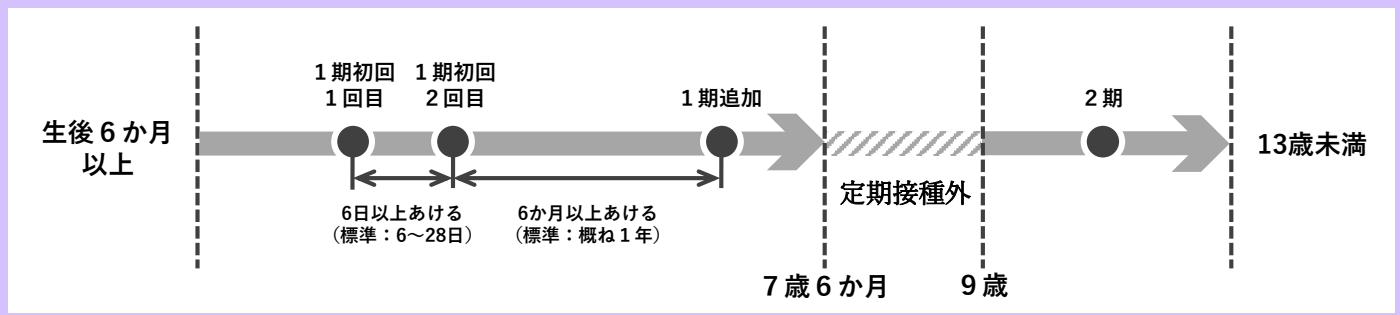 生後６か月
以上
１期初回
１回目
１期初回
２回目
１期追加
２期
13歳未満
6日以上あける
（標準：6～28日）
6か月以上あける
（標準：概ね１年）
定期接種外
７歳６か月
９歳